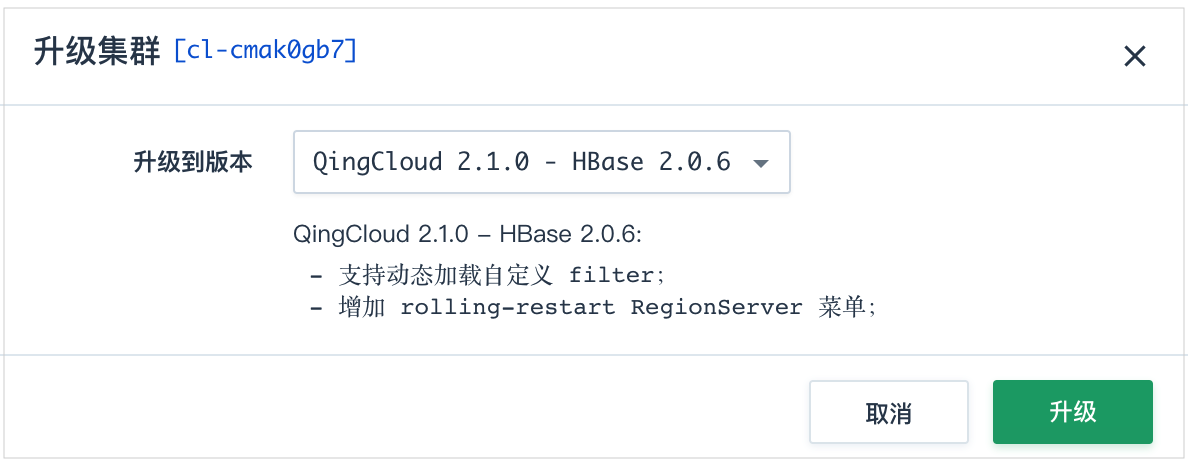 升级集群 [cl-cmak0gb7]
升级到版本 QingCloud 2.1.0 - HBase 2.0.6
QingCloud 2.1.0 – HBase 2.0.6:
– 支持动态加载自定义 filter;
– 增加 rolling-restart RegionServer 菜单;
取消 升级